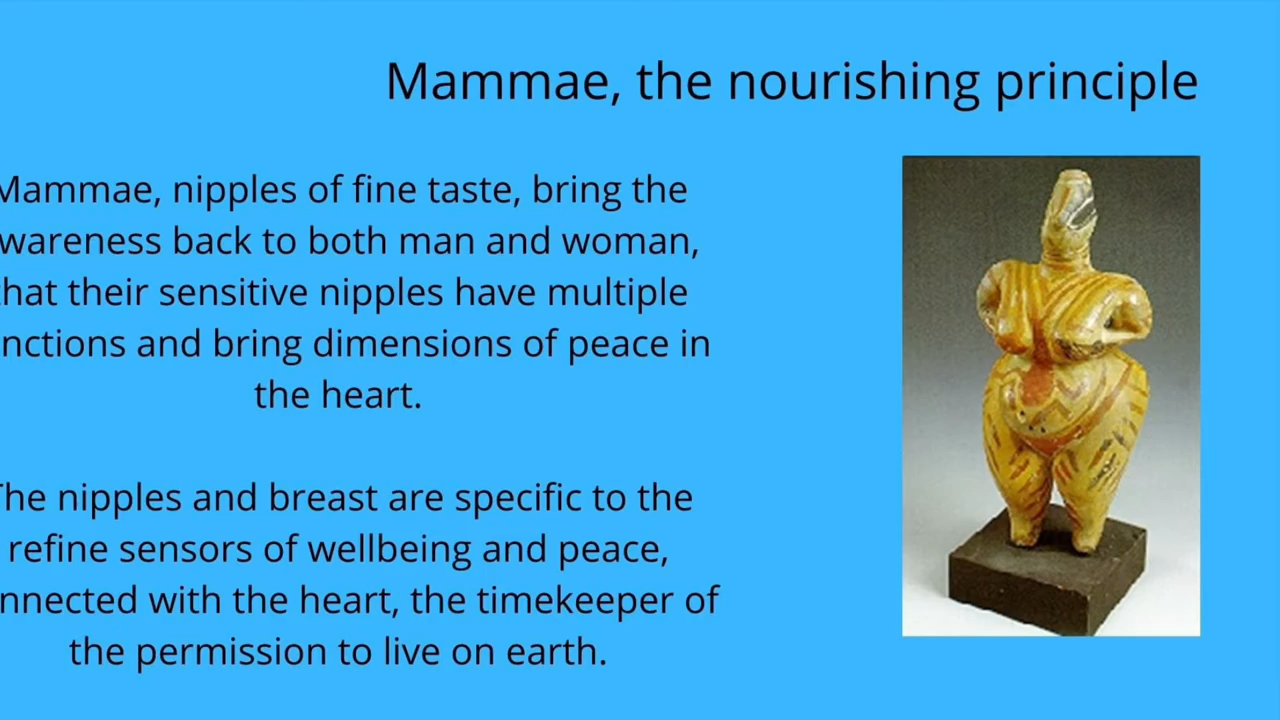 Mammae, the nourishing principle
Mammae, nipples of fine taste, bring the
wareness back to both man and woman,
that their sensitive nipples have multiple
nctions and bring dimensions of peace in
the heart.
The nipples and breast are specific to the
refine sensors of wellbeing and peace,
nnected with the heart, the timekeeper of
the permission to live on earth.